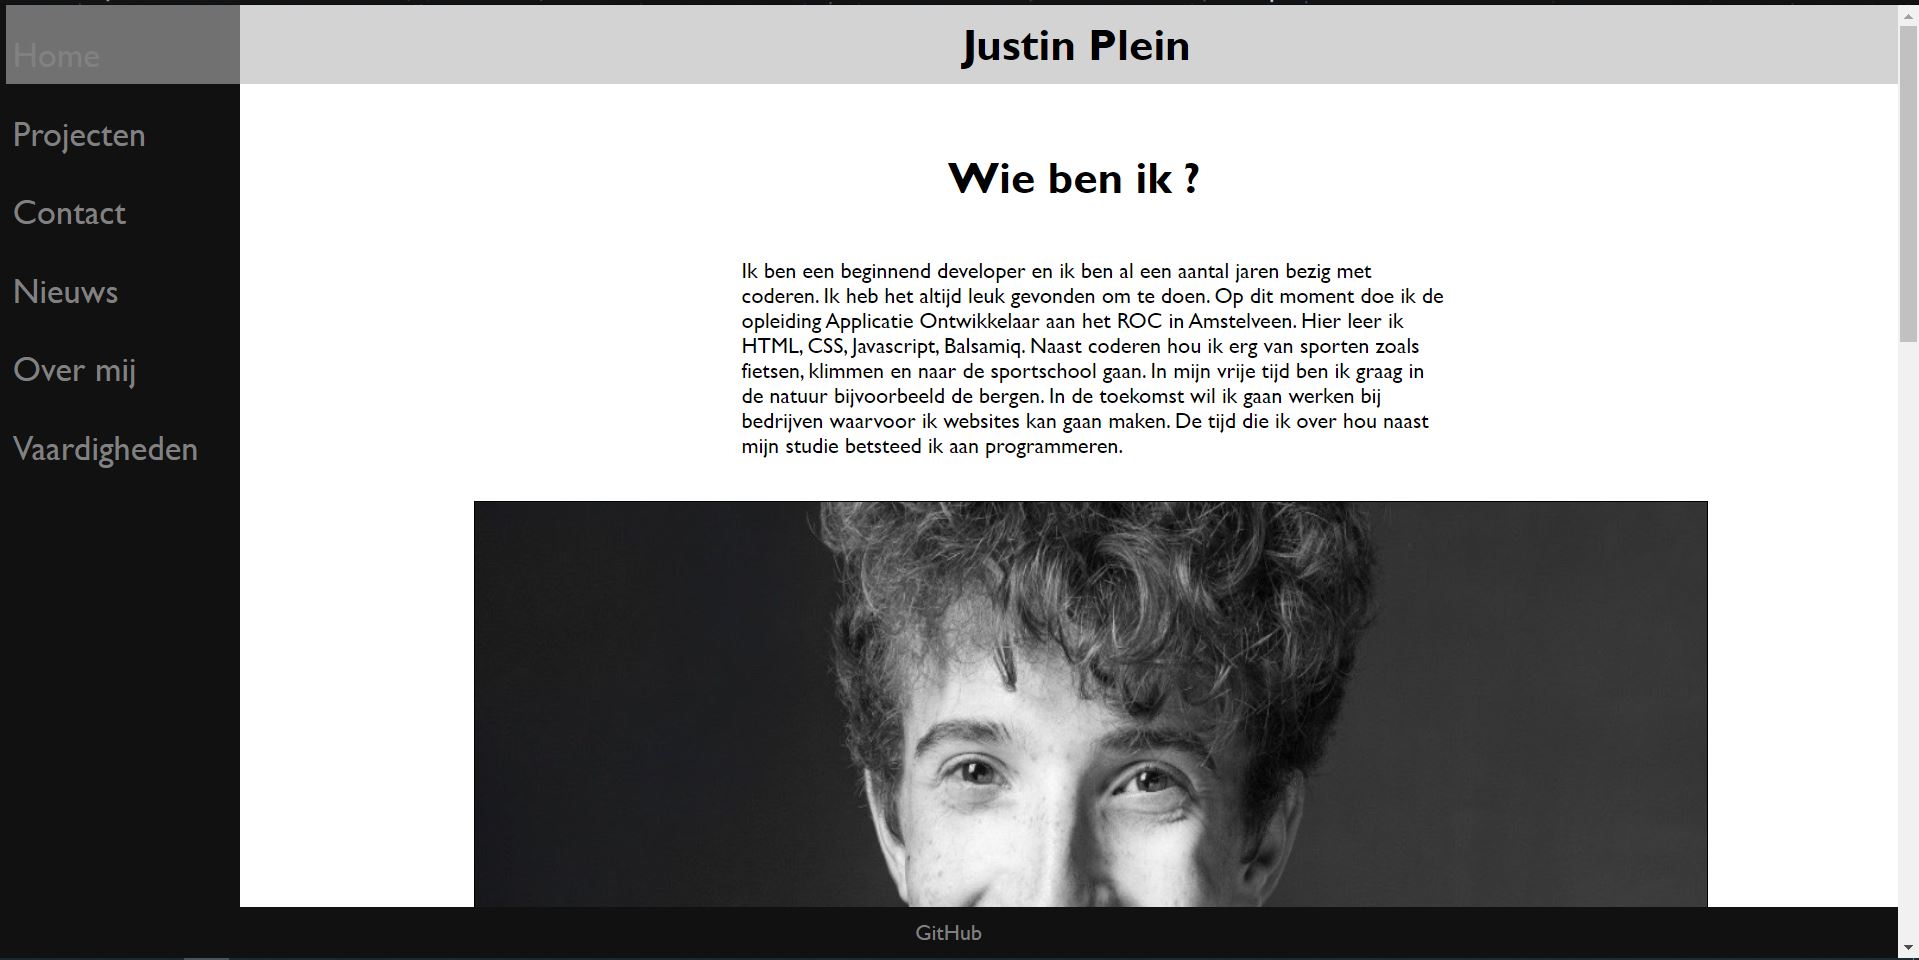 Home
Justin Plein
Projecten
Contact
Nieuws
Over mij
Vaardigheden
Wie ben ik ?
Ik ben een beginnend developer en ik ben al een aantal jaren bezig met
coderen. Ik heb het altijd leuk gevonden om te doen. Op dit moment doe ik de
opleiding Applicatie Ontwikkelaar aan het ROC in Amstelveen. Hier leer ik
HTML, CSS, Javascript, Balsamiq. Naast coderen hou ik erg van sporten zoals
fietsen, klimmen en naar de sportschool gaan. In mijn vrije tijd ben ik graag in
de natuur bijvoorbeeld de bergen. In de toekomst wil ik gaan werken bij
bedrijven waarvoor ik websites kan gaan maken. De tijd die ik over hou naast
mijn studie betsteed ik aan programmeren.
GitHub